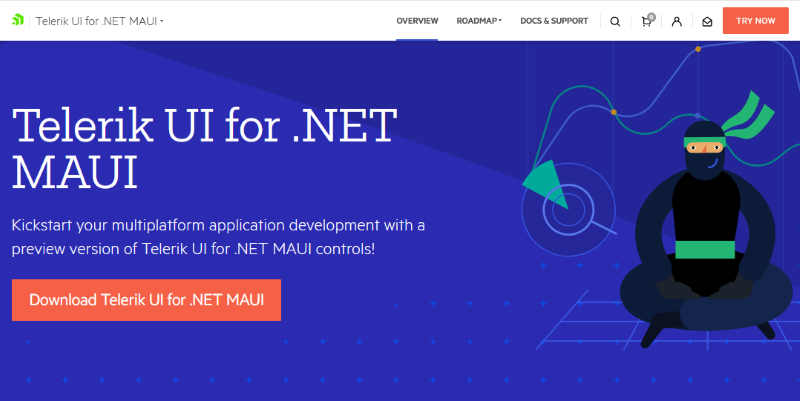 Telerik UI for .NET MAUI
OVERVIEW
ROADMAP
DOCS & SUPPORT
0
TRY NOW
Telerik UI for .NET
MAUI
Kickstart your multiplatform application development with a
preview version of Telerik UI for .NET MAUI controls!
Download Telerik UI for .NET MAUI